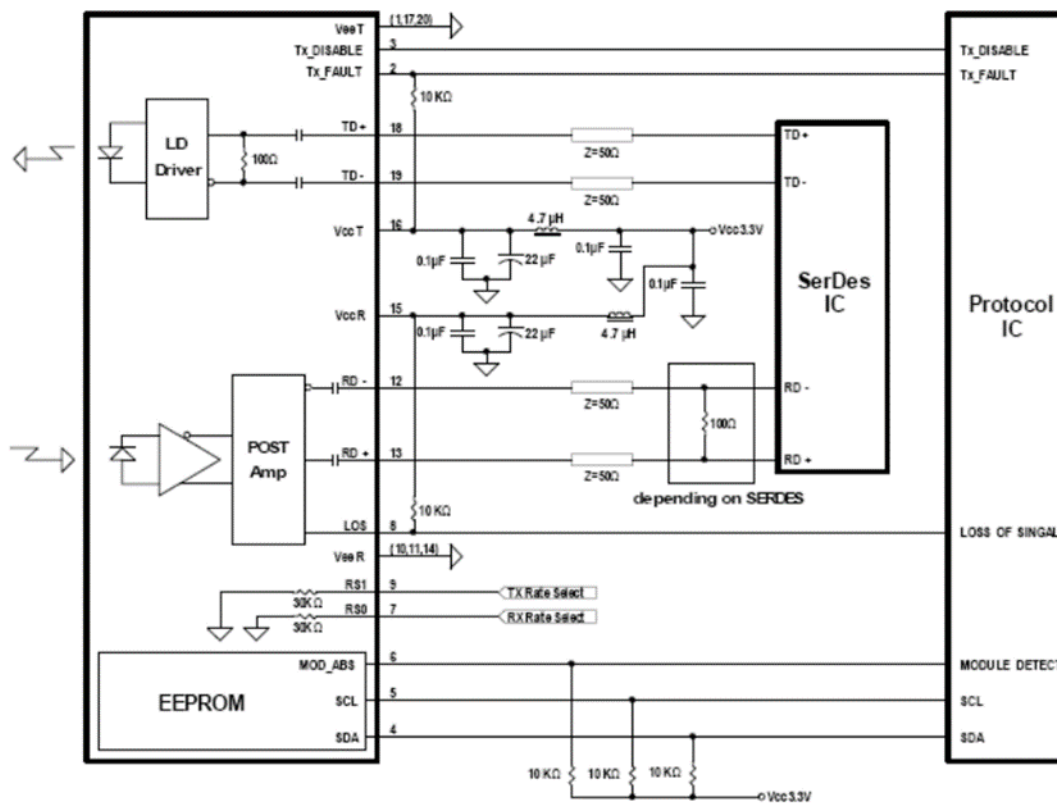 VeeT
(1,17,20)
Tx_DISABLE
3
Tx_DISABLE
Tx_FAULT
2
Tx_FAULT
10 KΩ
LD
Driver
100Ω
TD+
18
Z=50Ω
TD+
TD -
19
Z=50Ω
TD -
VccT
16
4.7 μH
Vcc3.3V
0.1μF
22 μF
0.1μF
0.1μF
SerDes
IC
Protocol
IC
VccR
15
0.1μF
22 μF
4.7 μH
RD -
12
Z=50Ω
RD -
100Ω
POST
Amp
RD +
13
Z=50Ω
RD +
depending on SERDES
10 KΩ
LOS
8
LOSS OF SINGAL
VeeR
(10,11,14)
RS1
9
TX Rate Select
30KΩ
RS0
7
RX Rate Select
30KΩ
MOD_ABS
6
MODULE DETECT
EEPROM
SCL
5
SCL
SDA
4
SDA
10 KΩ
10 KΩ
10 KΩ
Vcc3.3V